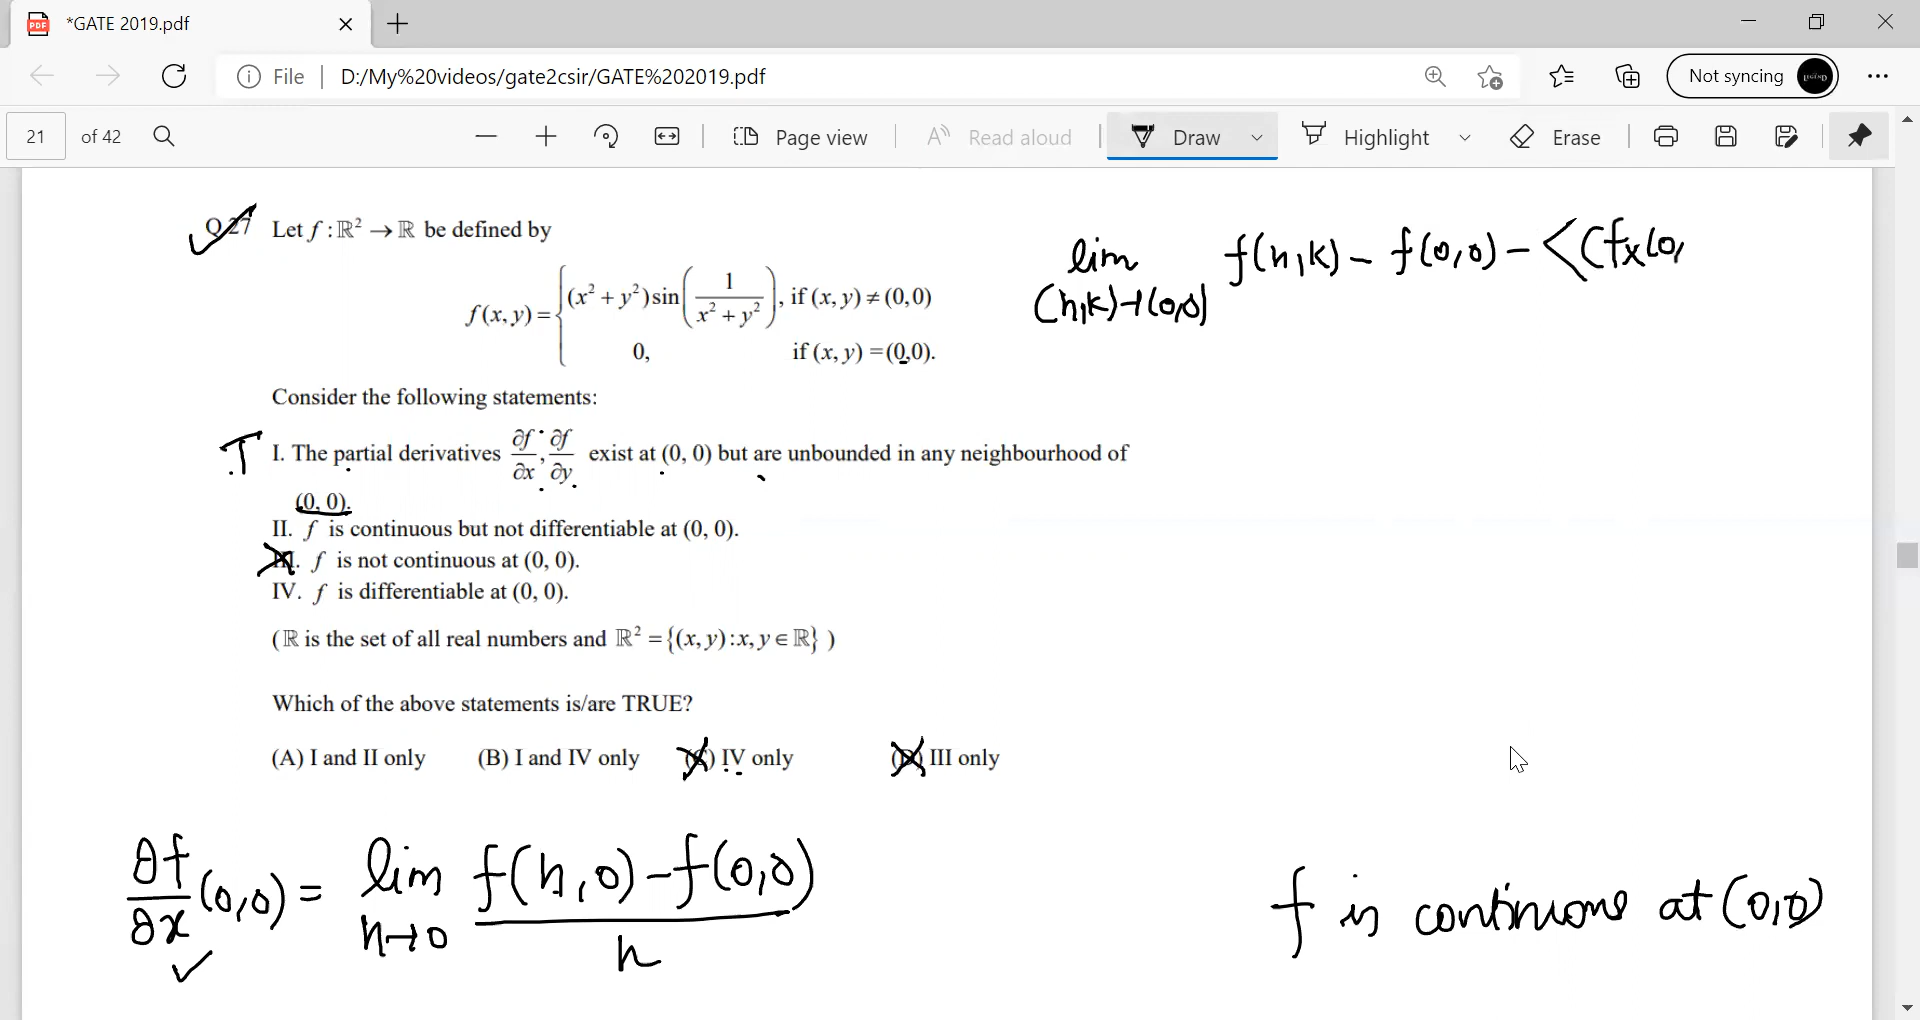 *GATE 2019.pdf
File | D:/My%20videos/gate2csir/GATE%202019.pdf
Not syncing
21 of 42
Page view
Read aloud
Draw
Highlight
Erase
Q.27 Let f : ℝ² → ℝ be defined by
f(x, y) = { (x² + y²) sin(1/(x² + y²)), if (x, y) ≠ (0,0)
0, if (x, y) = (0,0).
lim f(h,k) - f(0,0) - <(fx(0,
(h,k)→(0,0)
Consider the following statements:
T
I. The partial derivatives ∂f/∂x, ∂f/∂y exist at (0, 0) but are unbounded in any neighbourhood of
(0, 0).
II. f is continuous but not differentiable at (0, 0).
III. f is not continuous at (0, 0).
IV. f is differentiable at (0, 0).
(ℝ is the set of all real numbers and ℝ² = {(x, y) : x, y ∈ ℝ} )
Which of the above statements is/are TRUE?
(A) I and II only (B) I and IV only (C) IV only (D) III only
∂f/∂x (0,0) = lim h→0 f(h,0) - f(0,0) / h
f is continuous at (0,0)